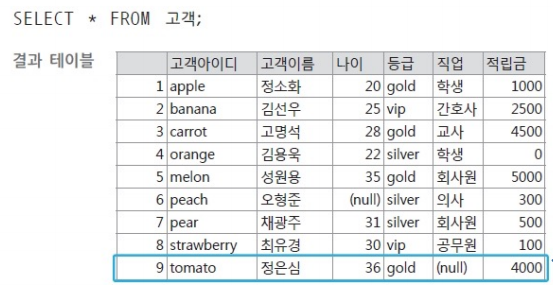 SELECT * FROM 고객;
결과 테이블
고객아이디 고객이름 나이 등급 직업 적립금
1 apple 정소화 20 gold 학생 1000
2 banana 김선우 25 vip 간호사 2500
3 carrot 고명석 28 gold 교사 4500
4 orange 김용욱 22 silver 학생 0
5 melon 성원용 35 gold 회사원 5000
6 peach 오형준 (null) silver 의사 300
7 pear 채광주 31 silver 회사원 500
8 strawberry 최유경 30 vip 공무원 100
9 tomato 정은심 36 gold (null) 4000